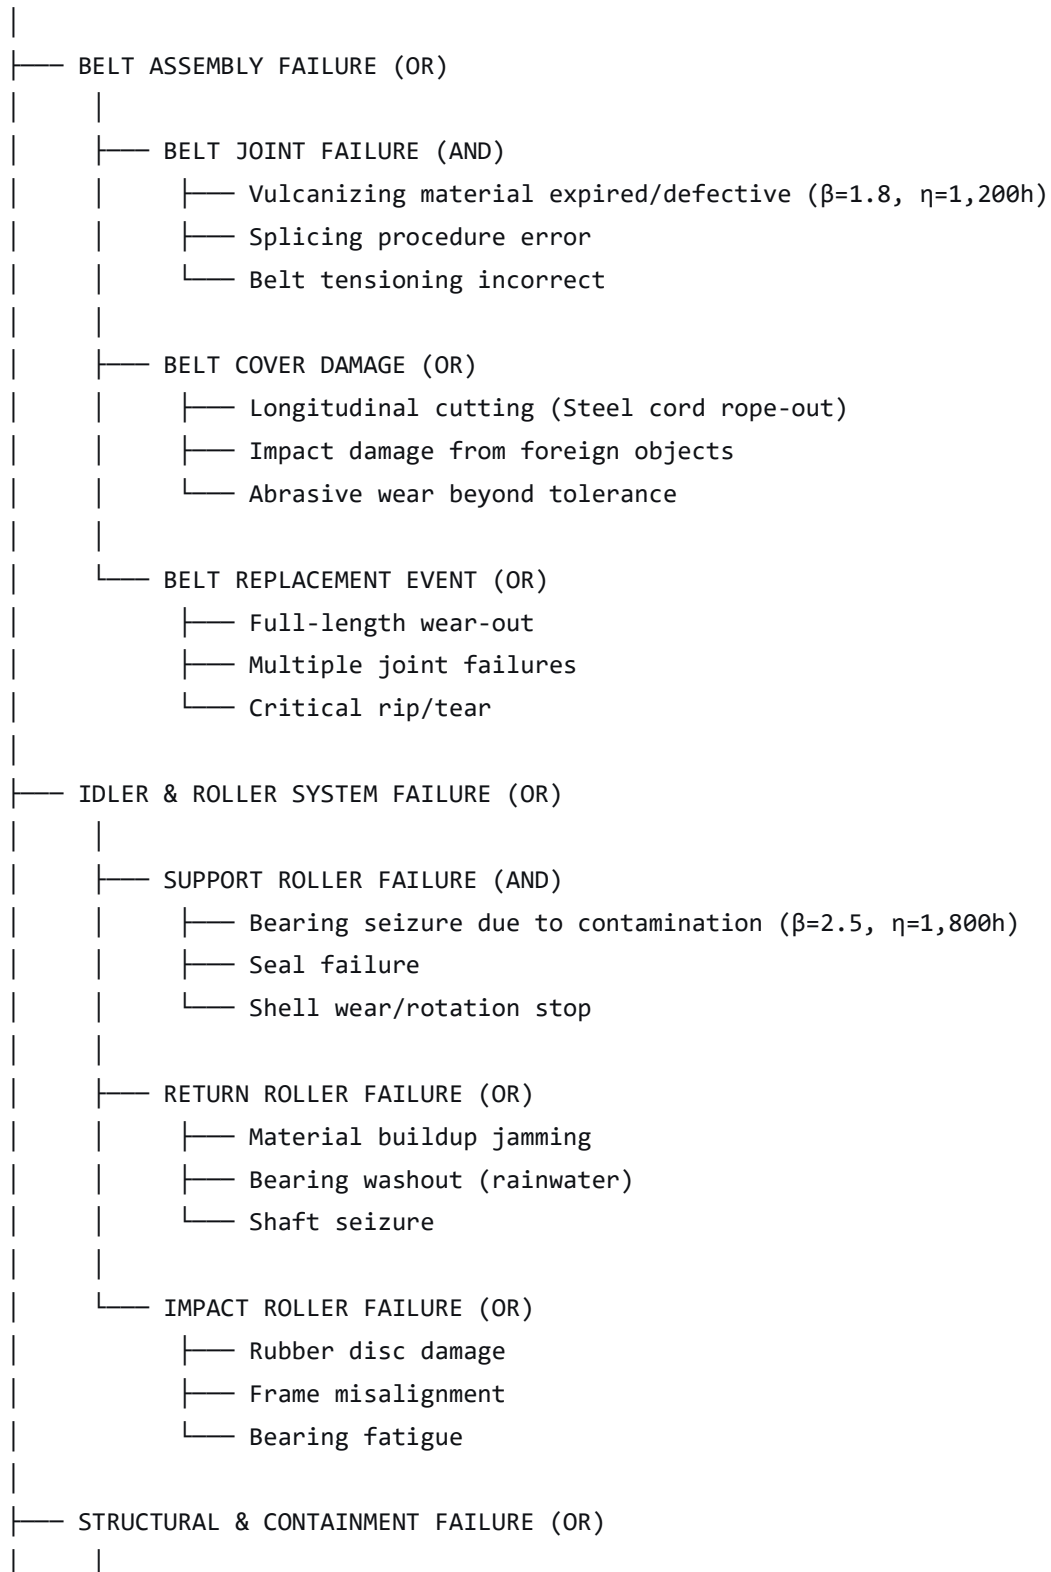 │
├── BELT ASSEMBLY FAILURE (OR)
│    │
│    ├── BELT JOINT FAILURE (AND)
│    │    ├── Vulcanizing material expired/defective (β=1.8, η=1,200h)
│    │    ├── Splicing procedure error
│    │    └── Belt tensioning incorrect
│    │
│    ├── BELT COVER DAMAGE (OR)
│    │    ├── Longitudinal cutting (Steel cord rope-out)
│    │    ├── Impact damage from foreign objects
│    │    └── Abrasive wear beyond tolerance
│    │
│    └── BELT REPLACEMENT EVENT (OR)
│         ├── Full-length wear-out
│         ├── Multiple joint failures
│         └── Critical rip/tear
│
├── IDLER & ROLLER SYSTEM FAILURE (OR)
│    │
│    ├── SUPPORT ROLLER FAILURE (AND)
│    │    ├── Bearing seizure due to contamination (β=2.5, η=1,800h)
│    │    ├── Seal failure
│    │    └── Shell wear/rotation stop
│    │
│    ├── RETURN ROLLER FAILURE (OR)
│    │    ├── Material buildup jamming
│    │    ├── Bearing washout (rainwater)
│    │    └── Shaft seizure
│    │
│    └── IMPACT ROLLER FAILURE (OR)
│         ├── Rubber disc damage
│         ├── Frame misalignment
│         └── Bearing fatigue
│
├── STRUCTURAL & CONTAINMENT FAILURE (OR)
│    │